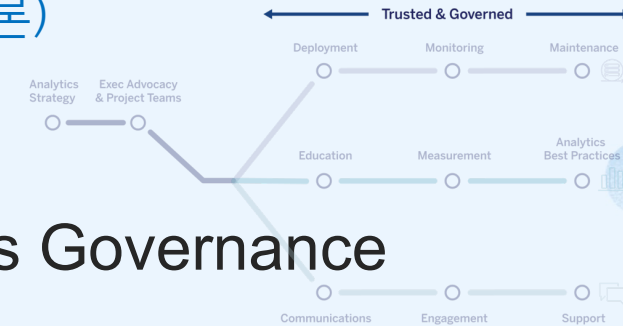 로)
Trusted & Governed
Deployment Monitoring Maintenance
Analytics Strategy
Exec Advocacy & Project Teams
Education Measurement
Analytics Best Practices
s Governance
Communications Engagement Support